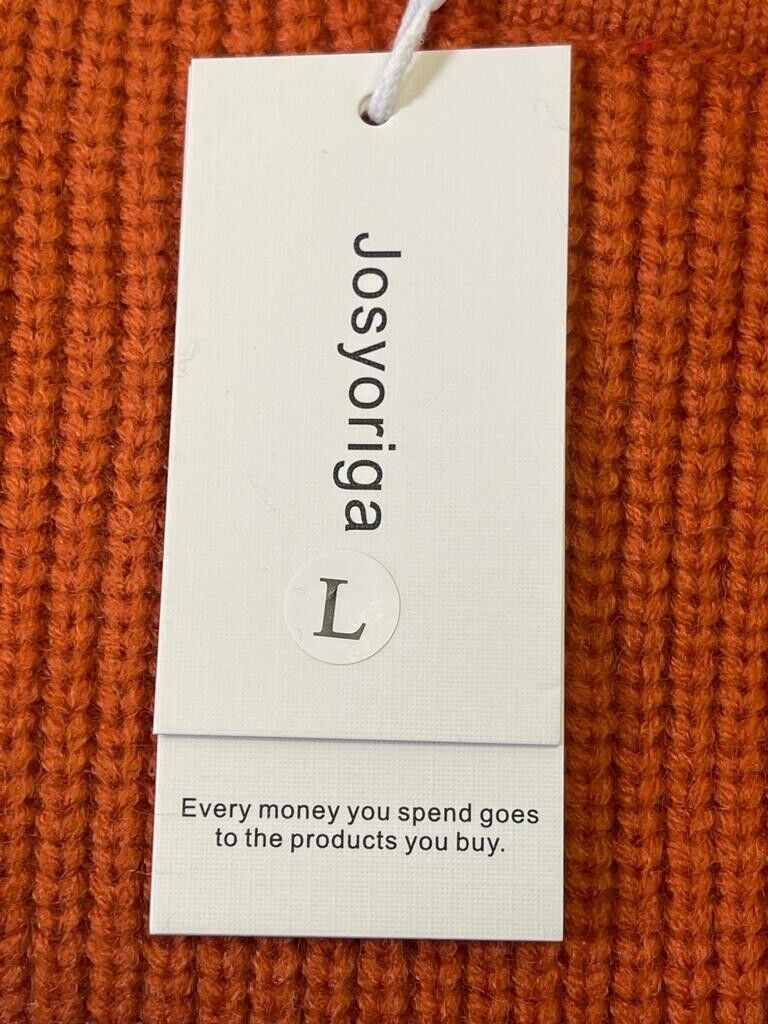 Josyoriga
L
Every money you spend goes
to the products you buy.